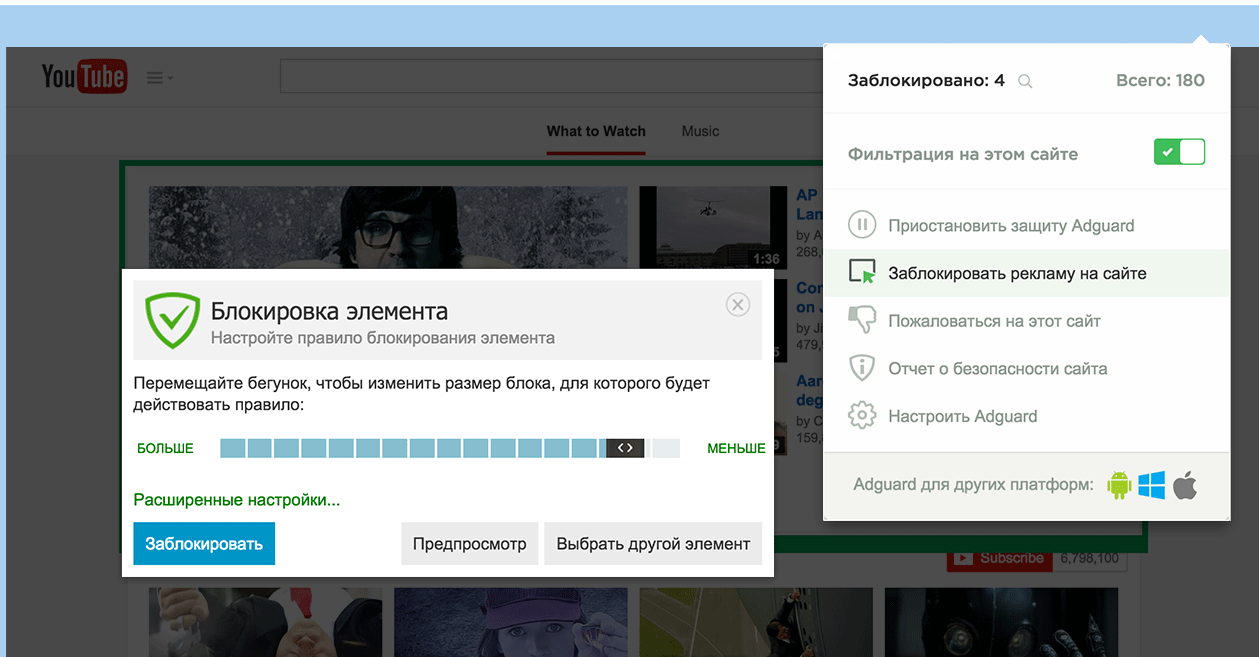 YouTube
What to Watch
Music
1:36
AP
Lan
by A
268,
Con
on J
by Ji
479,
5
Aar
deg
by C
159,
9
Subscribe
6,798,100
Блокировка элемента
Настройте правило блокирования элемента
Перемещайте бегунок, чтобы изменить размер блока, для которого будет
действовать правило:
БОЛЬШЕ
МЕНЬШЕ
Расширенные настройки...
Заблокировать
Предпросмотр
Выбрать другой элемент
Заблокировано: 4
Всего: 180
Фильтрация на этом сайте
Приостановить защиту Adguard
Заблокировать рекламу на сайте
Пожаловаться на этот сайт
Отчет о безопасности сайта
Настроить Adguard
Adguard для других платформ: